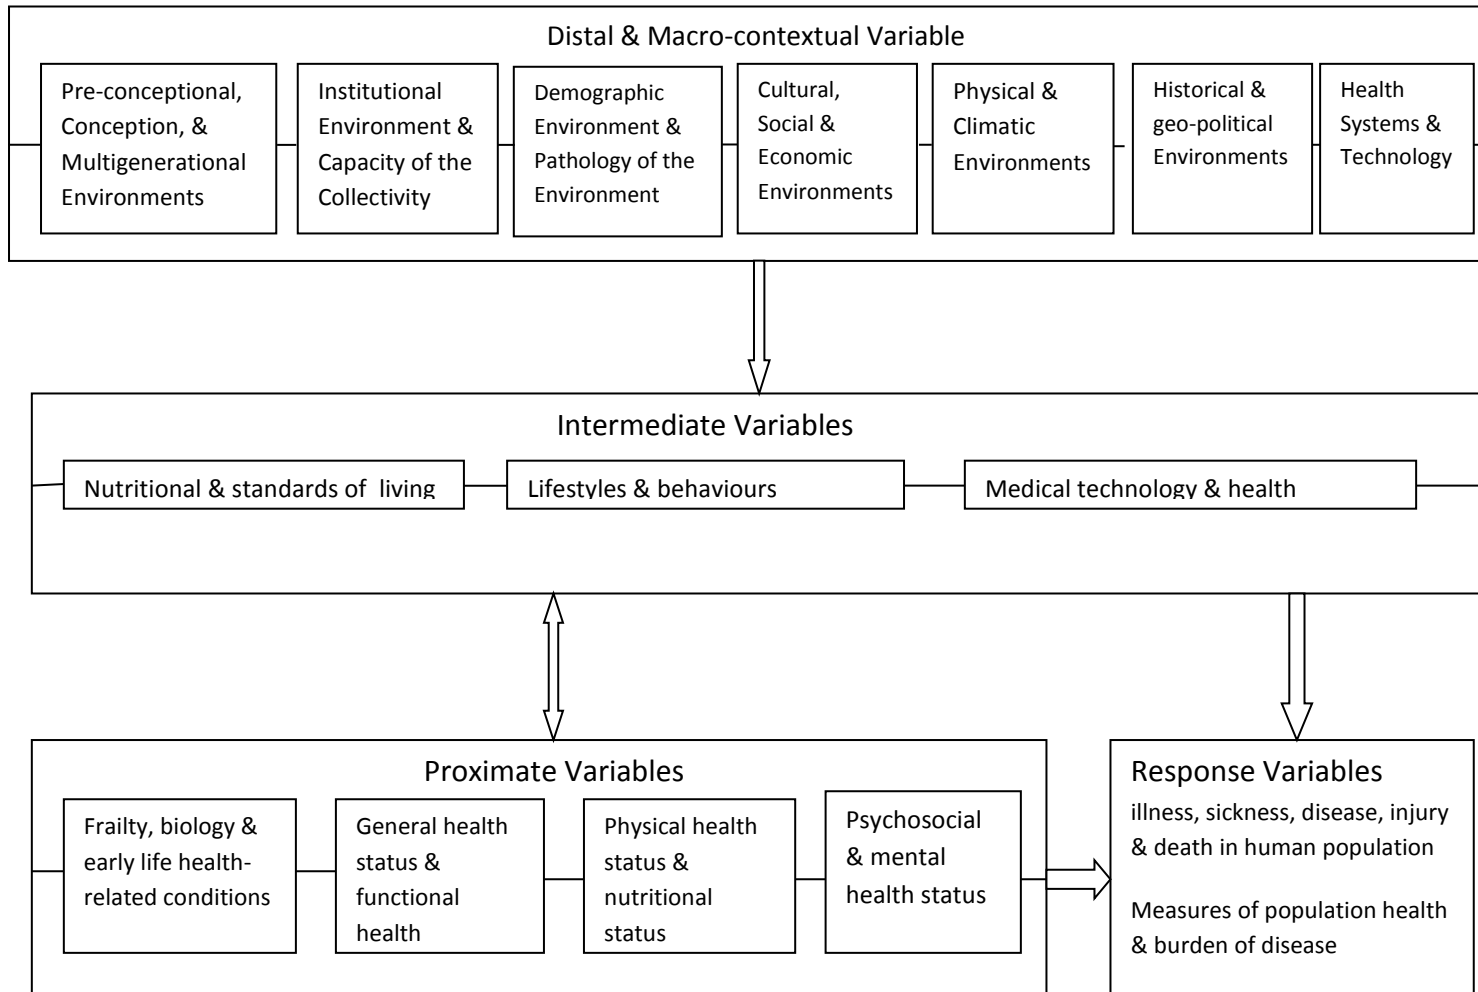 Distal & Macro-contextual Variable
Pre-conceptional,
Conception, &
Multigenerational
Environments
Institutional
Environment &
Capacity of the
Collectivity
Demographic
Environment &
Pathology of the
Environment
Cultural,
Social &
Economic
Environments
Physical &
Climatic
Environments
Historical &
geo-political
Environments
Health
Systems &
Technology
Intermediate Variables
Nutritional & standards of living
Lifestyles & behaviours
Medical technology & health
Proximate Variables
Frailty, biology &
early life health-
related conditions
General health
status &
functional
health
Physical health
status &
nutritional
status
Psychosocial
& mental
health status
Response Variables
illness, sickness, disease, injury
& death in human population
Measures of population health
& burden of disease